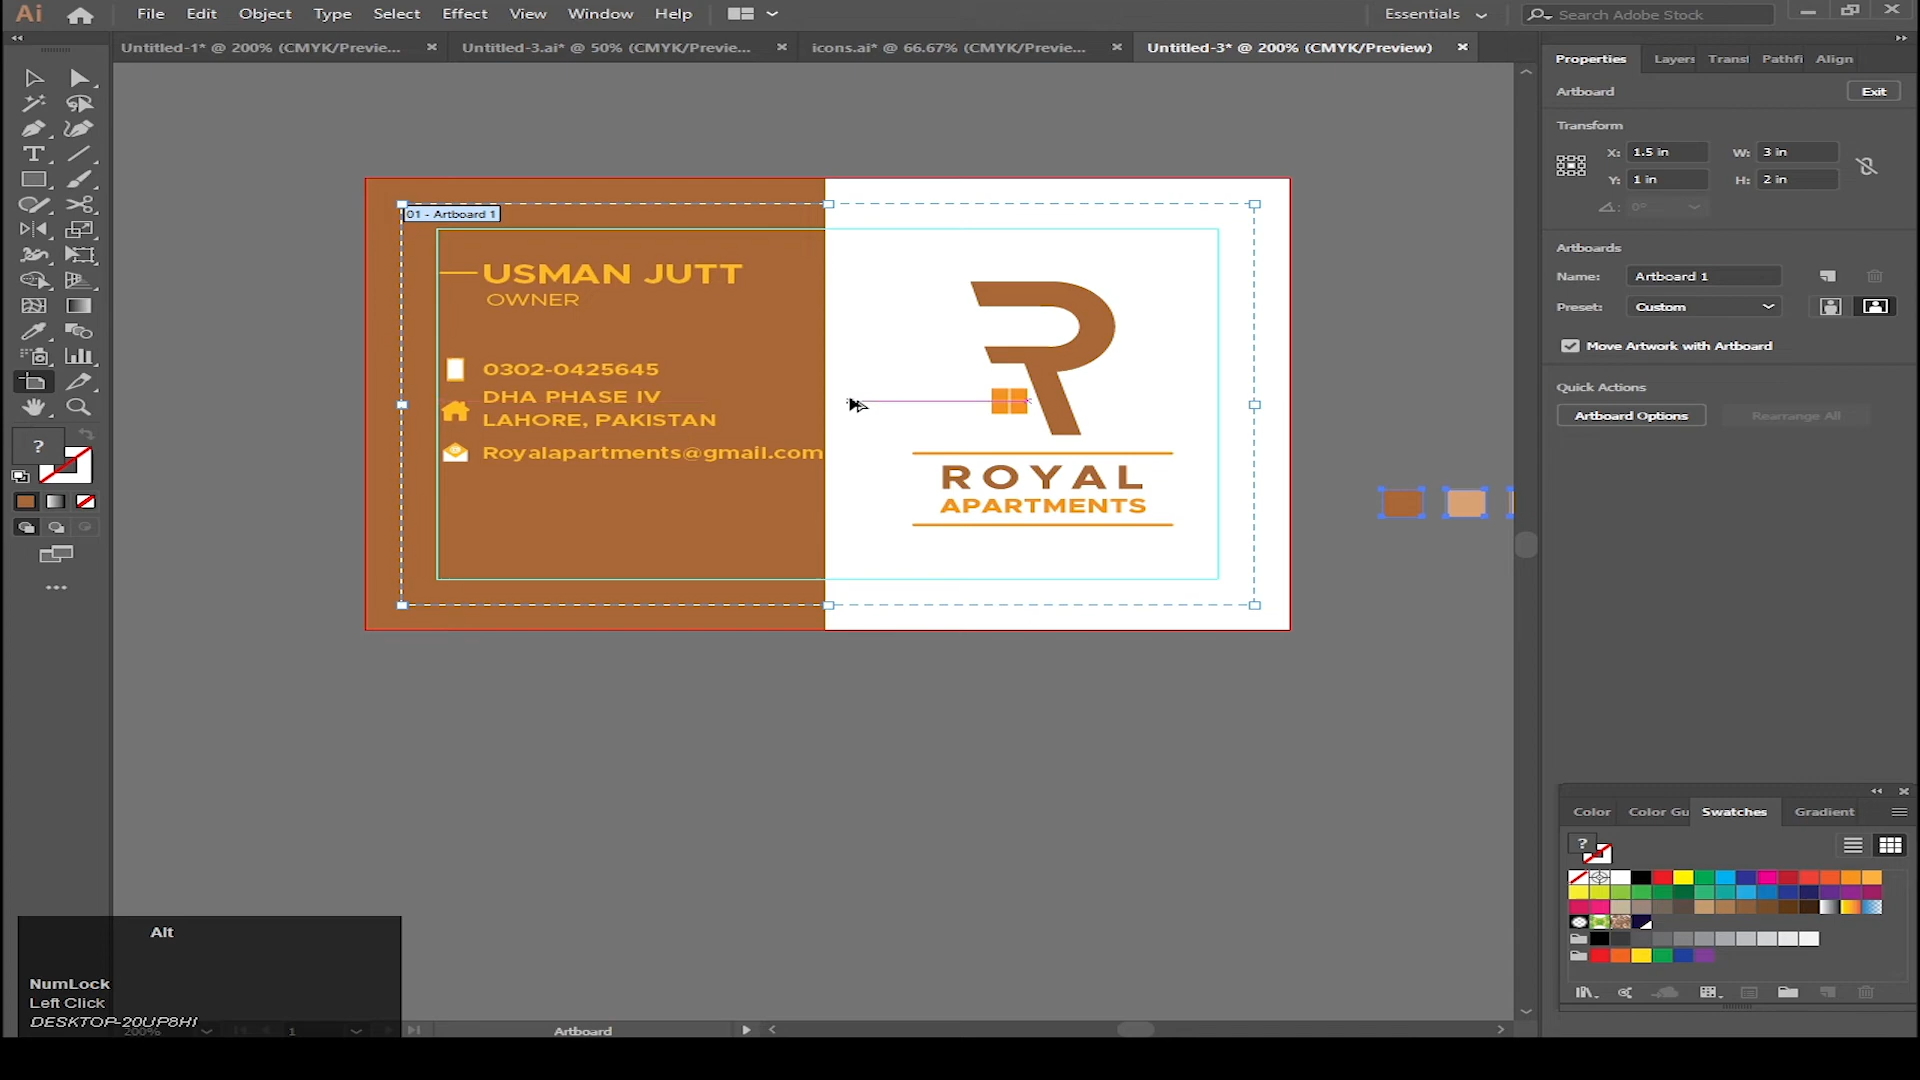 Ai File Edit Object Type Select Effect View Window Help Essentials Search Adobe Stock
Untitled-1* @ 200% (CMYK/Previe... Untitled-3.ai* @ 50% (CMYK/Previe... icons.ai* @ 66.67% (CMYK/Previe... Untitled-3* @ 200% (CMYK/Preview)
Properties Layers Transf Pathfi Align
Artboard Exit
Transform
X: 1.5 in W: 3 in
Y: 1 in H: 2 in
0°
Artboards
Name: Artboard 1
Preset: Custom
Move Artwork with Artboard
Quick Actions
Artboard Options Rearrange All
01 - Artboard 1
USMAN JUTT
OWNER
0302-0425645
DHA PHASE IV
LAHORE, PAKISTAN
Royalapartments@gmail.com
R
ROYAL
APARTMENTS
?
Color Color Gu Swatches Gradient
?
Alt
NumLock
Left Click
DESKTOP-20UP8HI
200% 1 Artboard